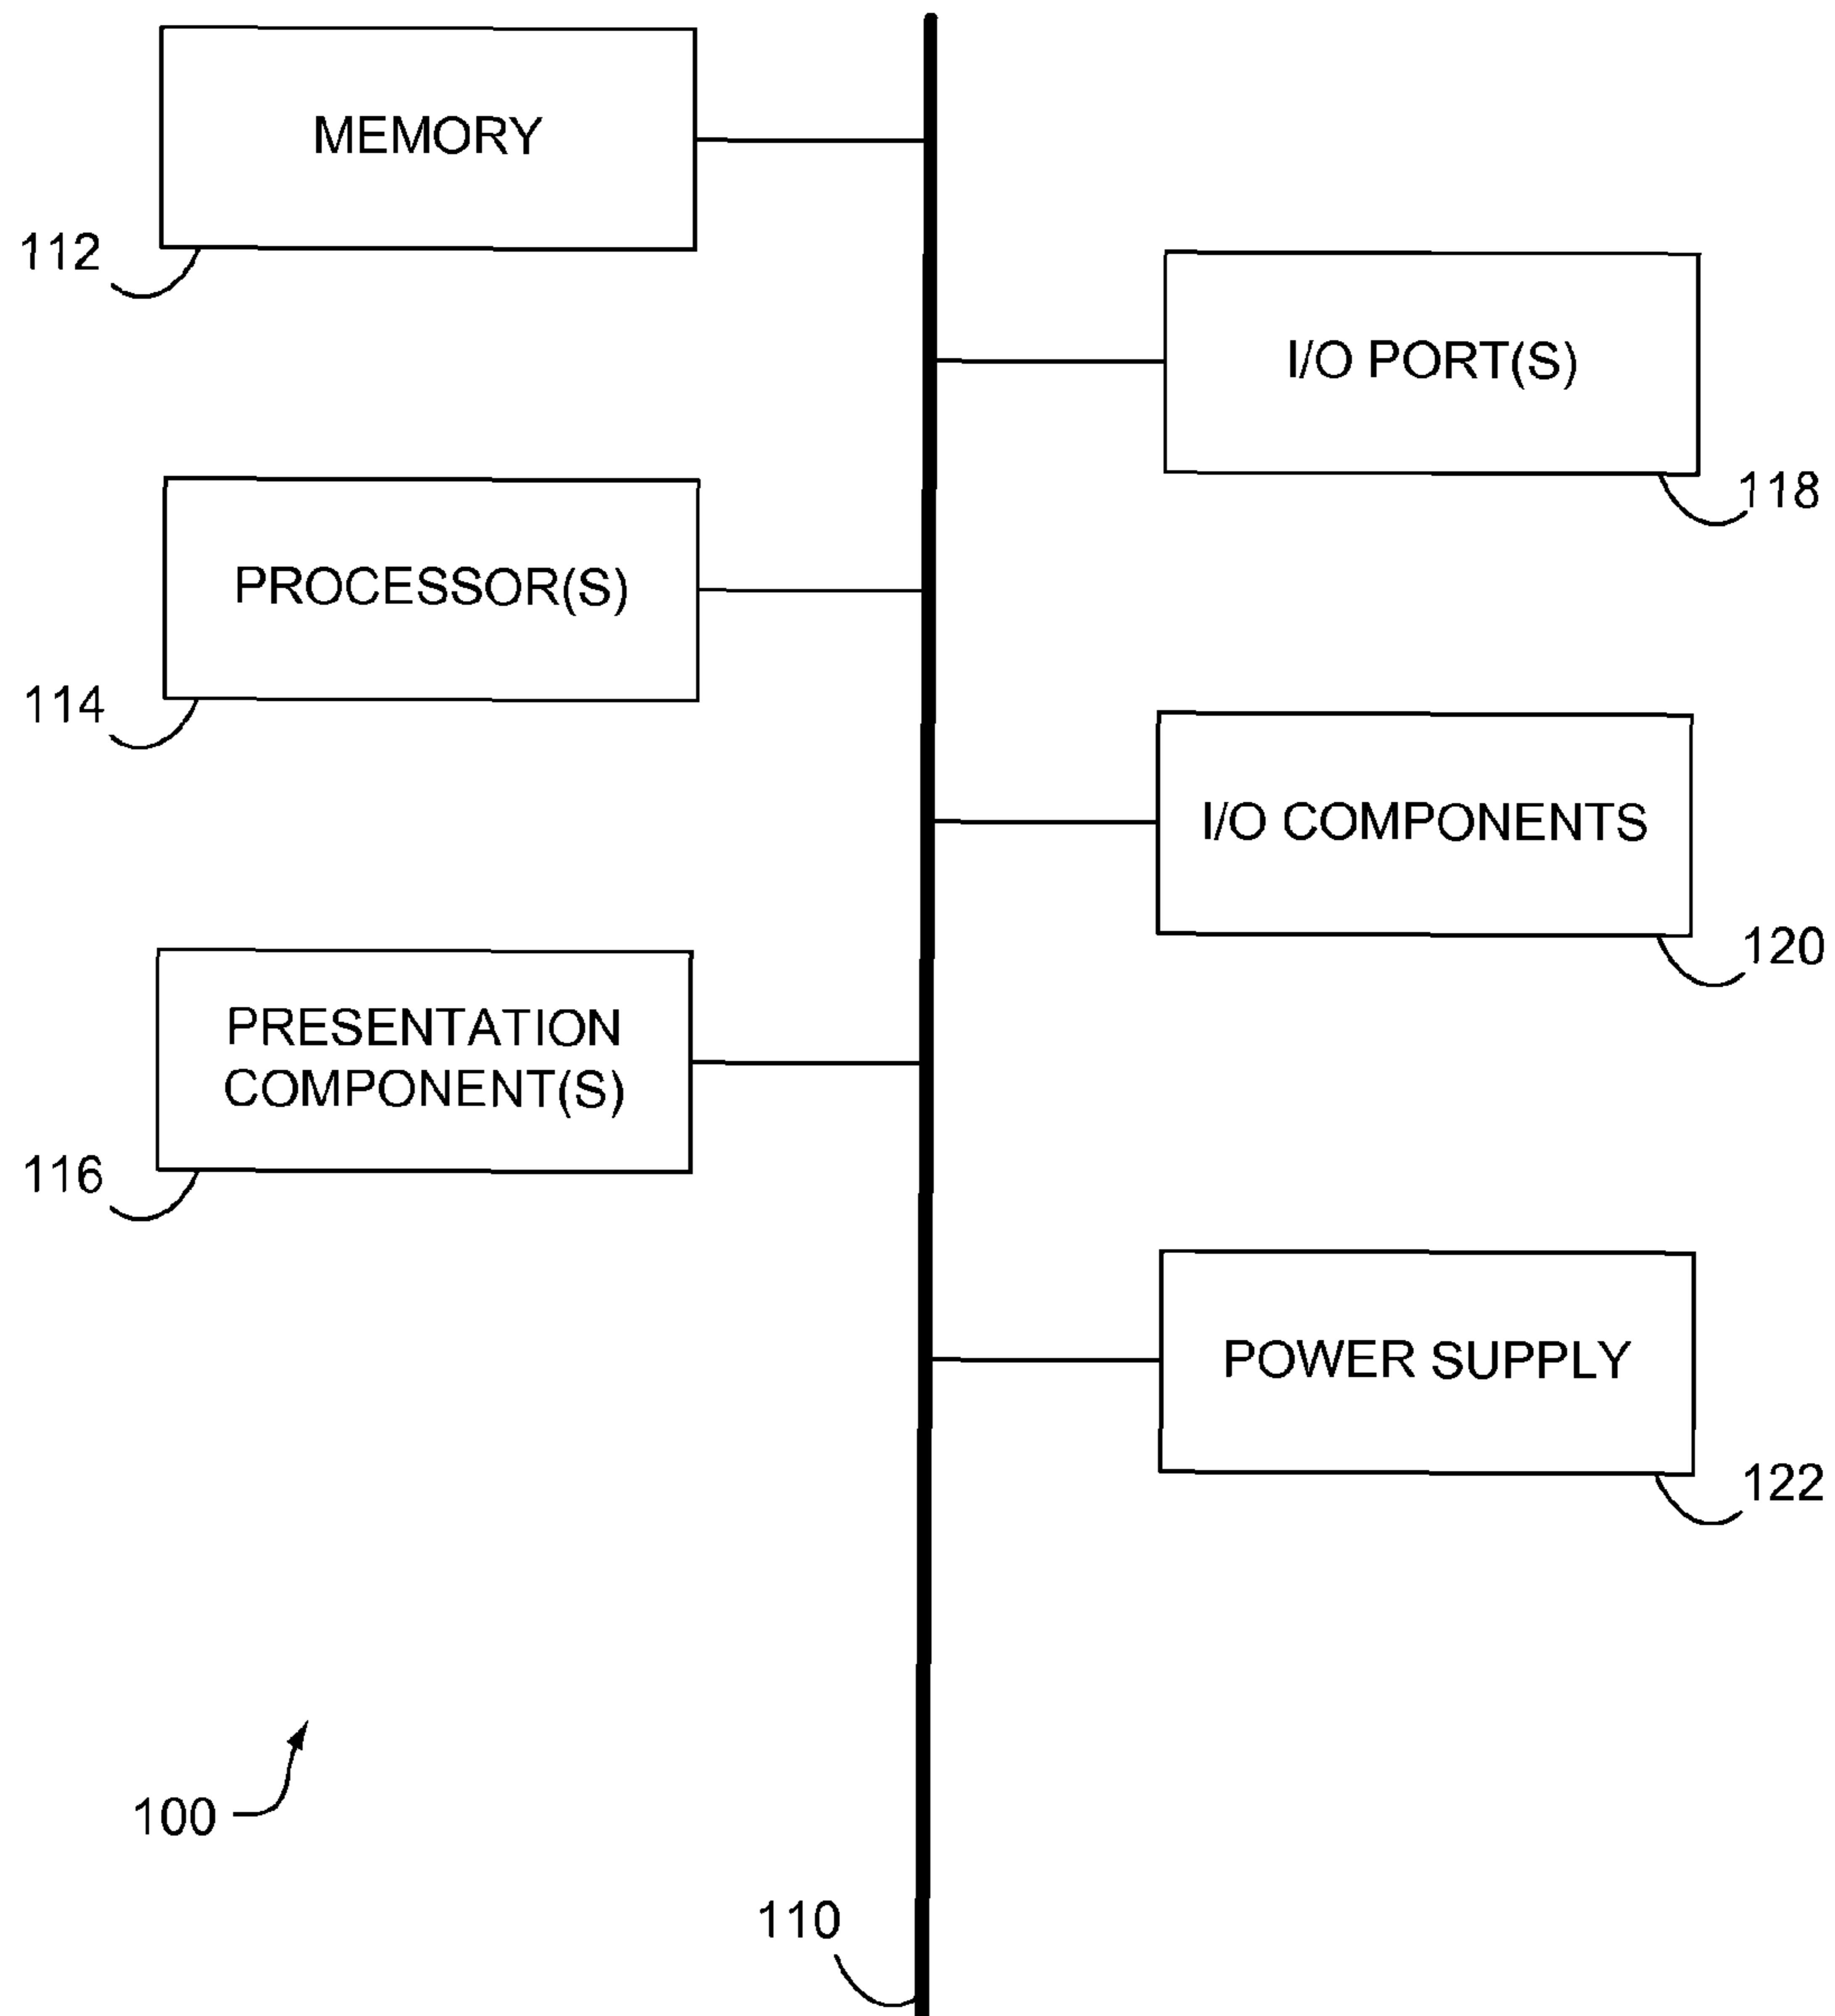 MEMORY
112
I/O PORT(S)
118
PROCESSOR(S)
114
I/O COMPONENTS
120
PRESENTATION
COMPONENT(S)
116
POWER SUPPLY
122
100
110